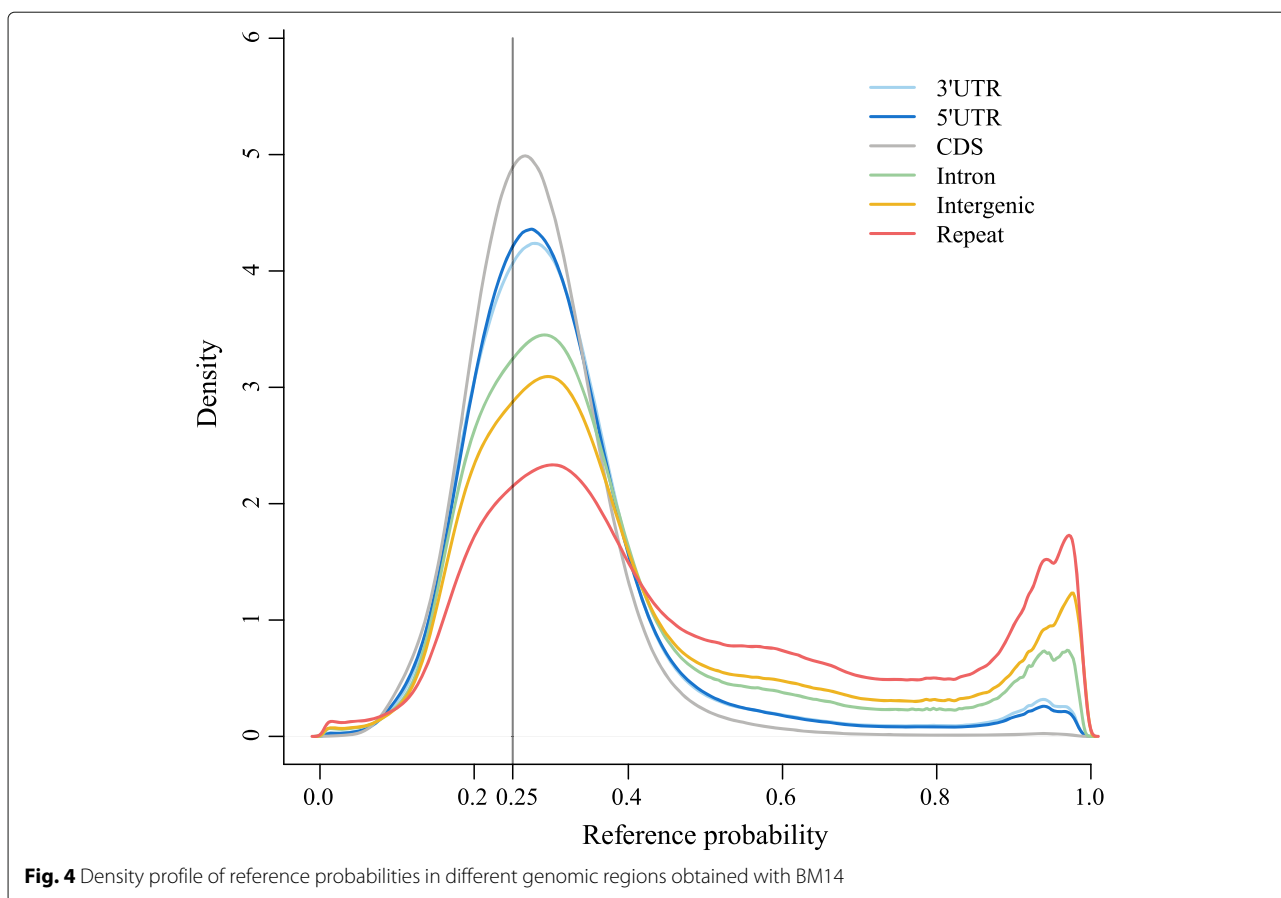 6
5
4
3
2
1
0
Density
3'UTR
5'UTR
CDS
Intron
Intergenic
Repeat
0.0 0.2 0.25 0.4 0.6 0.8 1.0
Reference probability
Fig. 4 Density profile of reference probabilities in different genomic regions obtained with BM14